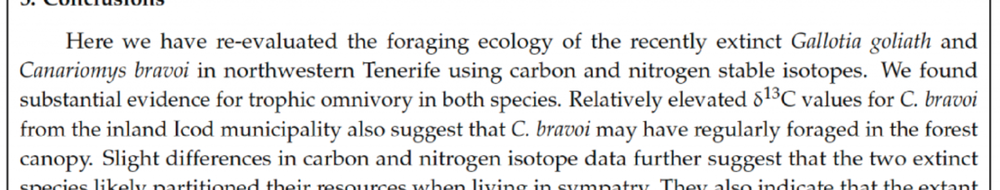 5. Conclusions
Here we have re-evaluated the foraging ecology of the recently extinct Gallotia goliath and
Canariomys bravoi in northwestern Tenerife using carbon and nitrogen stable isotopes. We found
substantial evidence for trophic omnivory in both species. Relatively elevated δ¹³C values for C. bravoi
from the inland Icod municipality also suggest that C. bravoi may have regularly foraged in the forest
canopy. Slight differences in carbon and nitrogen isotope data further suggest that the two extinct
species likely partitioned their resources when living in sympatry. They also indicate that the extant